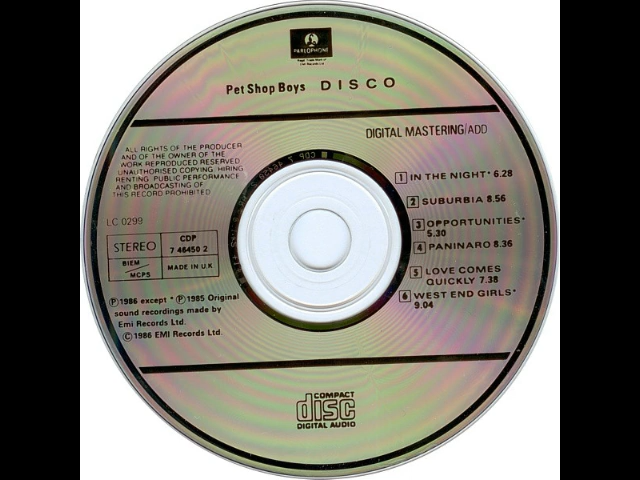 PARLOPHONE
Pet Shop Boys DISCO
DIGITAL MASTERING/ADD
ALL RIGHTS OF THE PRODUCER
AND OF THE OWNER OF THE
WORK REPRODUCED RESERVED
UNAUTHORISED COPYING, HIRING
RENTING, PUBLIC PERFORMANCE
AND BROADCASTING OF
THIS RECORD PROHIBITED
LC 0299
STEREO
CDP
7 46450 2
BIEM
MCPS
MADE IN U.K.
℗1986 except * ℗1985 Original
sound recordings made by
Emi Records Ltd.
©1986 EMI Records Ltd.
1 IN THE NIGHT* 6.28
2 SUBURBIA 8.56
3 OPPORTUNITIES*
5.30
4 PANINARO 8.36
5 LOVE COMES
QUICKLY 7.38
6 WEST END GIRLS*
9.04
COMPACT
disc
DIGITAL AUDIO